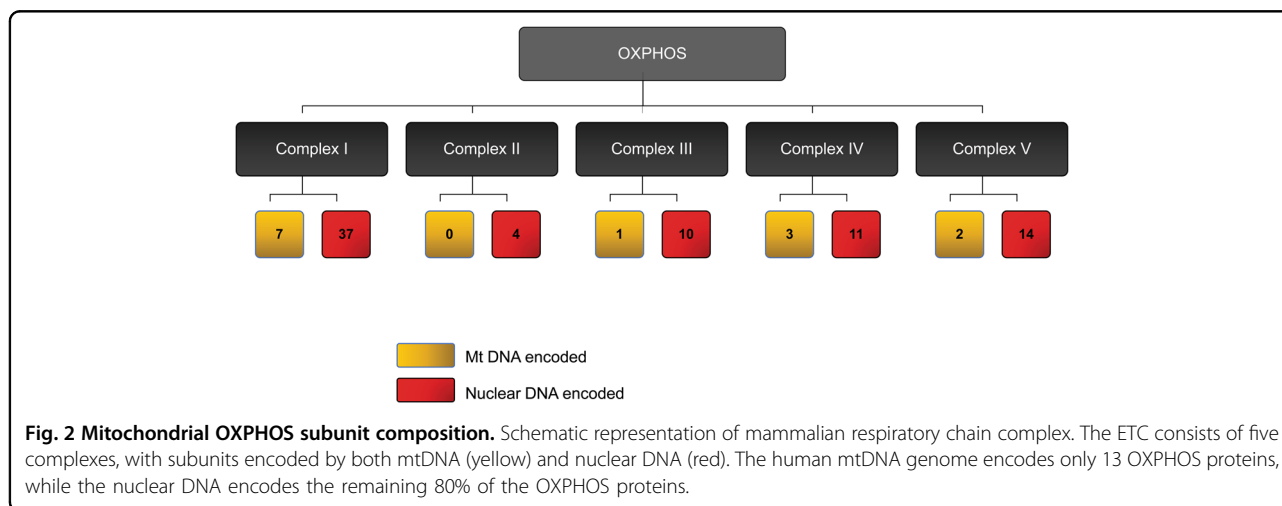 OXPHOS
Complex I
Complex II
Complex III
Complex IV
Complex V
7
37
0
4
1
10
3
11
2
14
Mt DNA encoded
Nuclear DNA encoded
Fig. 2 Mitochondrial OXPHOS subunit composition. Schematic representation of mammalian respiratory chain complex. The ETC consists of five
complexes, with subunits encoded by both mtDNA (yellow) and nuclear DNA (red). The human mtDNA genome encodes only 13 OXPHOS proteins,
while the nuclear DNA encodes the remaining 80% of the OXPHOS proteins.